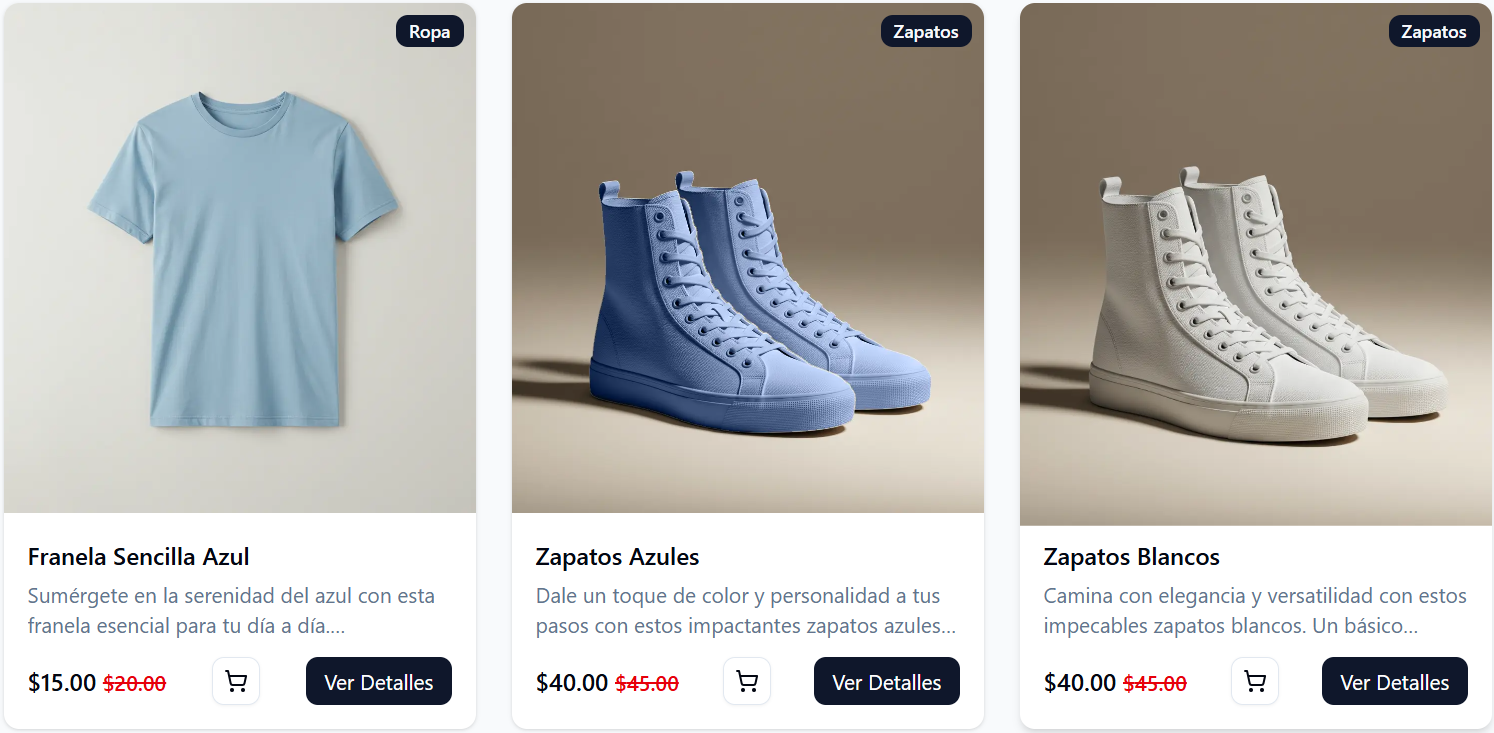 Ropa
Franela Sencilla Azul
Sumérgete en la serenidad del azul con esta
franela esencial para tu día a día....
$15.00 $20.00
Ver Detalles
Zapatos
Zapatos Azules
Dale un toque de color y personalidad a tus
pasos con estos impactantes zapatos azules...
$40.00 $45.00
Ver Detalles
Zapatos
Zapatos Blancos
Camina con elegancia y versatilidad con estos
impecables zapatos blancos. Un básico...
$40.00 $45.00
Ver Detalles